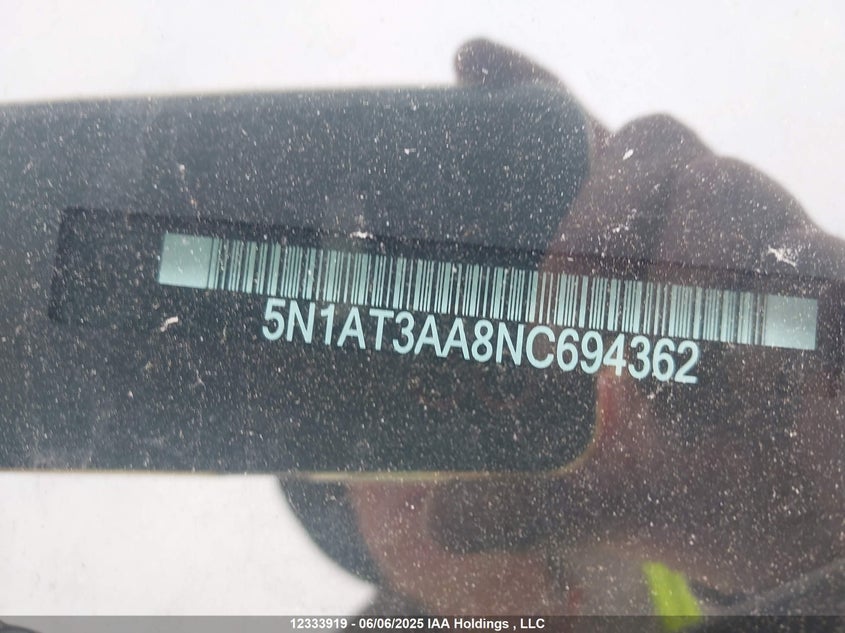 5N1AT3AA8NC694362
12333919 - 06/06/2025 IAA Holdings , LLC